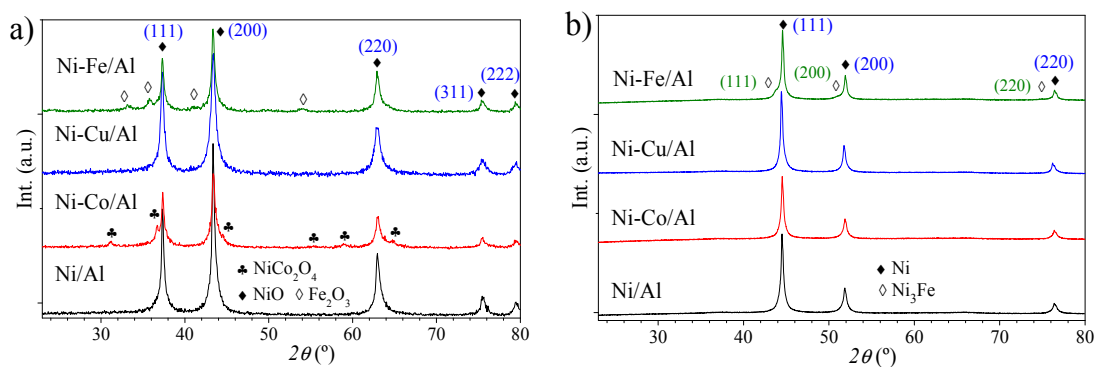 a)
(111)
(200)
(220)
(311)
(222)
Ni-Fe/Al
Ni-Cu/Al
Ni-Co/Al
Ni/Al
♣ NiCo₂O₄
♦ NiO ◊ Fe₂O₃
Int. (a.u.)
30 40 50 60 70 80
2θ (º)
b)
(111)
(200)
(220)
Ni-Fe/Al
(111)
(200)
(220)
Ni-Cu/Al
Ni-Co/Al
Ni/Al
♦ Ni
◊ Ni₃Fe
Int. (a.u.)
30 40 50 60 70 80
2θ (º)